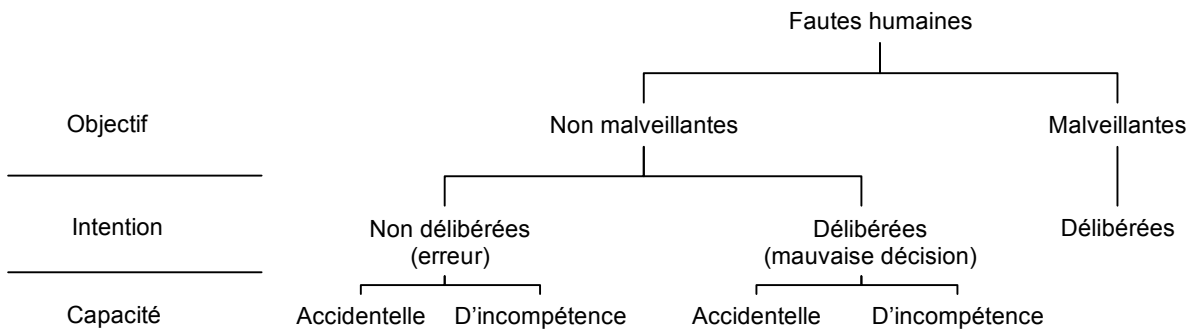 Fautes humaines
Objectif
Non malveillantes
Malveillantes
Intention
Non délibérées
(erreur)
Délibérées
(mauvaise décision)
Délibérées
Capacité
Accidentelle
D'incompétence
Accidentelle
D'incompétence